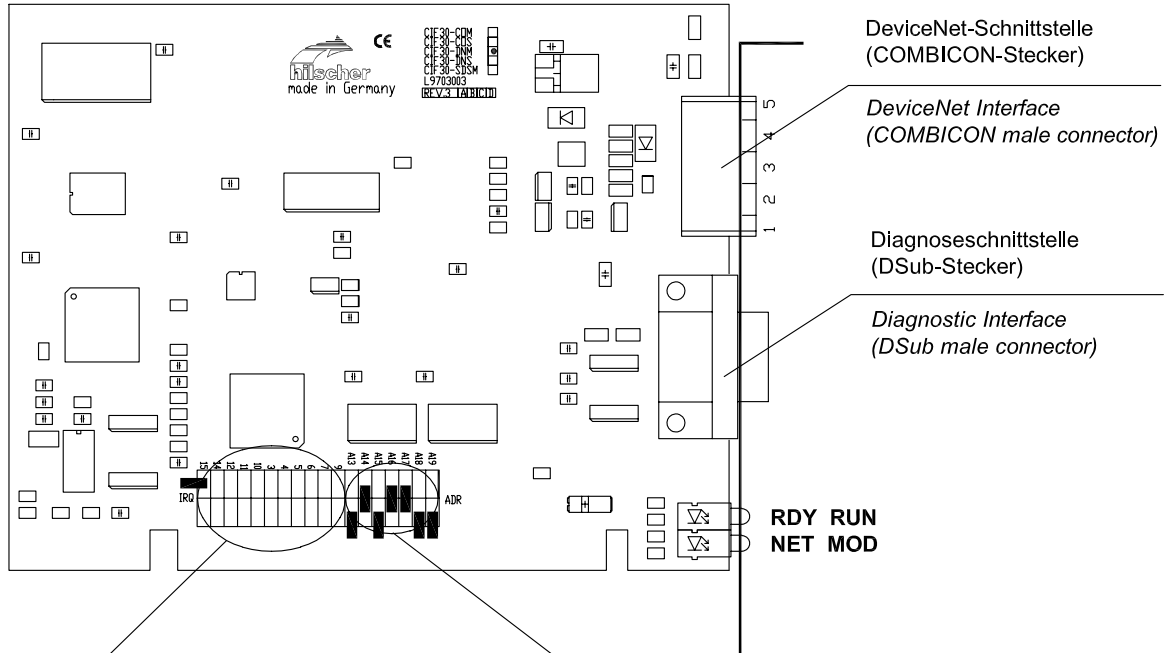 DeviceNet-Schnittstelle
(COMBICON-Stecker)
DeviceNet Interface
(COMBICON male connector)
Diagnoseschnittstelle
(DSub-Stecker)
Diagnostic Interface
(DSub male connector)
CE
hilscher
made in Germany
CIF30-COM
CIF30-COS
CIF30-DNM
CIF30-DNS
CIF30-SDSM
L9703003
REV.3 A B C D
5
4
3
2
1
15 14 12 11 10 3 4 5 6 7 9 A13 A14 A15 A16 A17 A18 A19
IRQ
ADR
RDY RUN
NET MOD